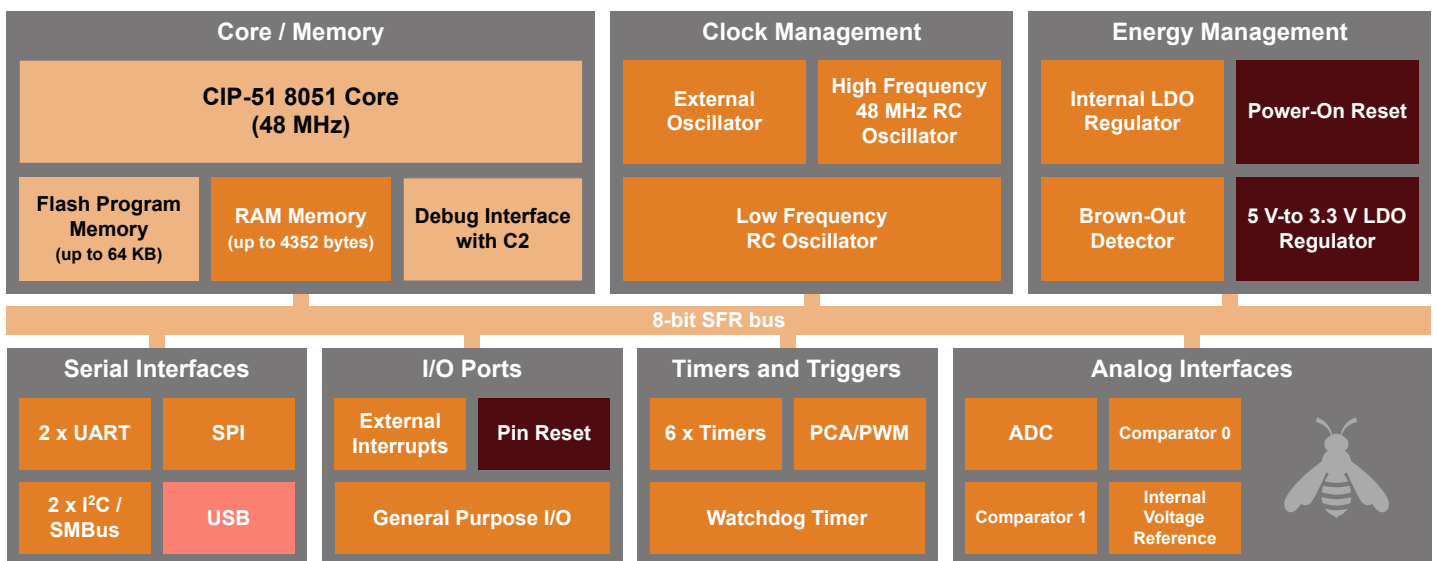 Core / Memory
CIP-51 8051 Core
(48 MHz)
Flash Program
Memory
(up to 64 KB)
RAM Memory
(up to 4352 bytes)
Debug Interface
with C2
Clock Management
External
Oscillator
High Frequency
48 MHz RC
Oscillator
Low Frequency
RC Oscillator
Energy Management
Internal LDO
Regulator
Power-On Reset
Brown-Out
Detector
5 V-to 3.3 V LDO
Regulator
8-bit SFR bus
Serial Interfaces
2 x UART
SPI
2 x I²C /
SMBus
USB
I/O Ports
External
Interrupts
Pin Reset
General Purpose I/O
Timers and Triggers
6 x Timers
PCA/PWM
Watchdog Timer
Analog Interfaces
ADC
Comparator 0
Comparator 1
Internal
Voltage
Reference